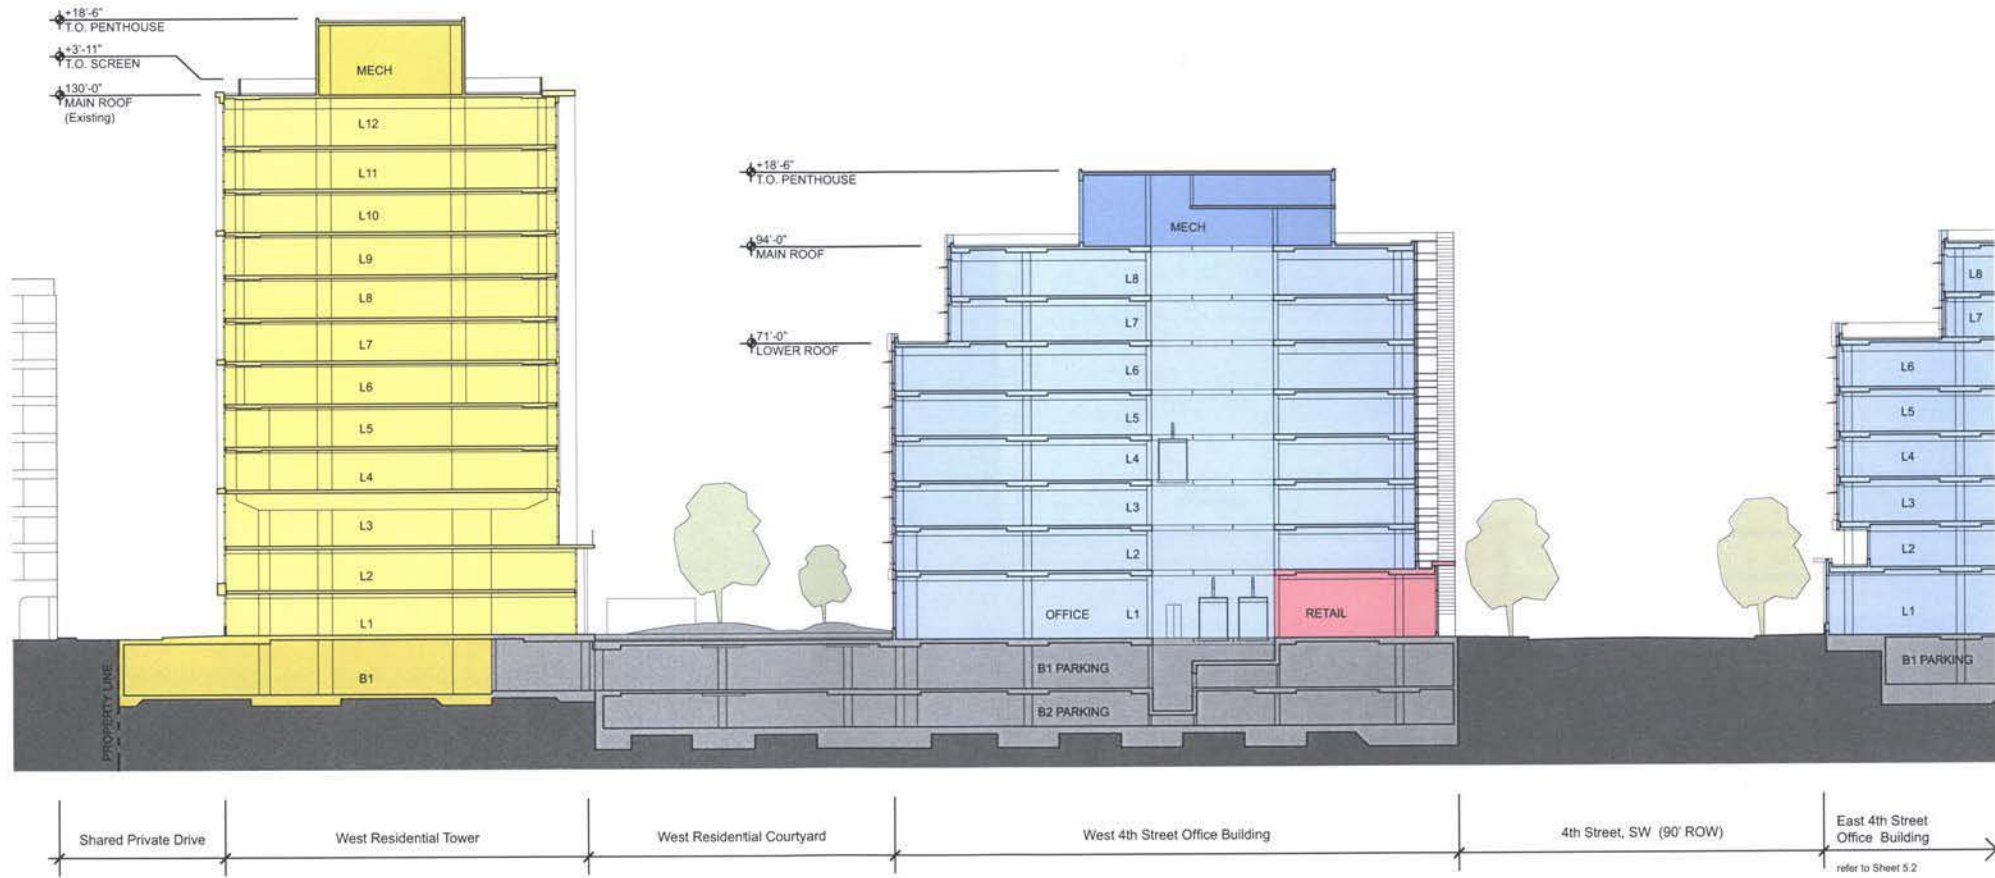 +18'-6"
T.O. PENTHOUSE
+3'-11"
T.O. SCREEN
130'-0"
MAIN ROOF
(Existing)
MECH
L12
L11
L10
L9
L8
L7
L6
L5
L4
L3
L2
L1
B1
PROPERTY LINE
+18'-6"
T.O. PENTHOUSE
94'-0"
MAIN ROOF
71'-0"
LOWER ROOF
MECH
L8
L7
L6
L5
L4
L3
L2
OFFICE L1
RETAIL
B1 PARKING
B2 PARKING
L8
L7
L6
L5
L4
L3
L2
L1
B1 PARKING
Shared Private Drive
West Residential Tower
West Residential Courtyard
West 4th Street Office Building
4th Street, SW (90' ROW)
East 4th Street
Office Building
refer to Sheet 5.2